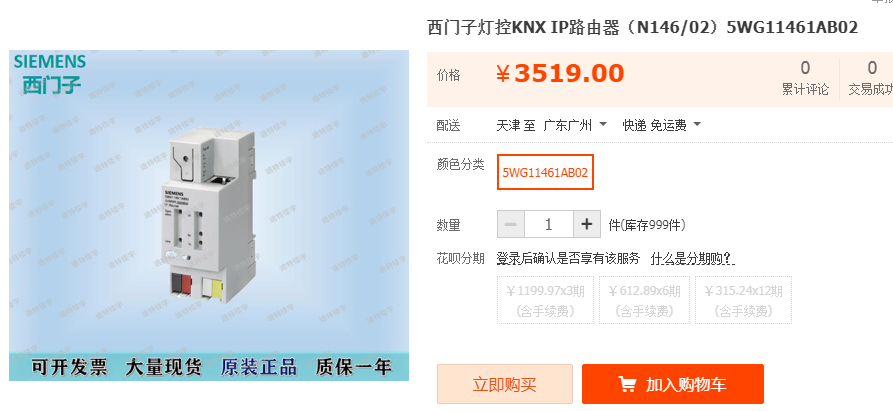 西门子灯控KNX IP路由器（N146/02）5WG11461AB02
SIEMENS
西门子
SIEMENS
可开发票 大量现货 原装正品 质保一年
价格 ￥3519.00
0 累计评论
0 交易成功
配送 天津 至 广东广州 快递 免运费
颜色分类 5WG11461AB02
数量 1 件(库存999件)
花呗分期 登录后确认是否享有该服务 什么是分期购？
￥1199.97x3期 ￥612.89x6期 ￥315.24x12期
(含手续费) (含手续费) (含手续费)
立即购买 加入购物车